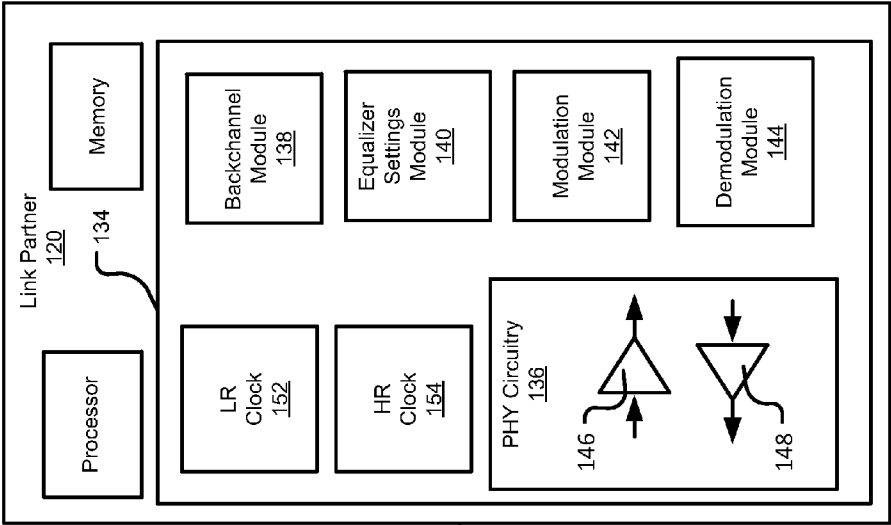 Link Partner
120
134
Processor
Memory
LR
Clock
152
HR
Clock
154
PHY Circuitry
136
146
148
Backchannel
Module
138
Equalizer
Settings
Module
140
Modulation
Module
142
Demodulation
Module
144